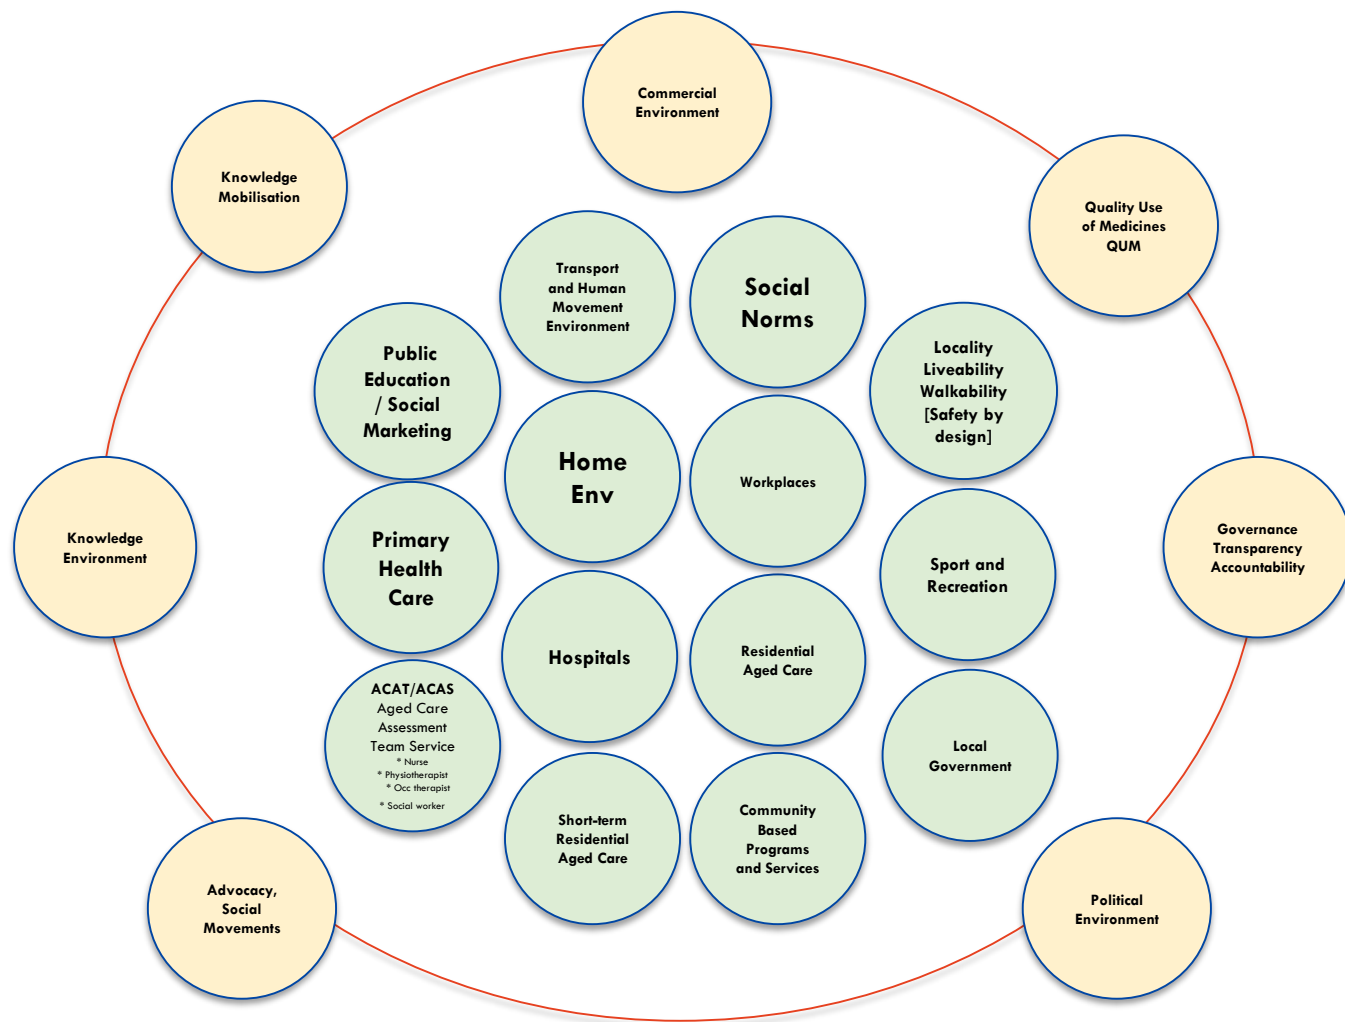 Commercial
Environment
Knowledge
Mobilisation
Quality Use
of Medicines
QUM
Transport
and Human
Movement
Environment
Social
Norms
Public
Education
/ Social
Marketing
Locality
Liveability
Walkability
[Safety by
design]
Home
Env
Workplaces
Knowledge
Environment
Primary
Health
Care
Sport and
Recreation
Governance
Transparency
Accountability
Hospitals
Residential
Aged Care
ACAT/ACAS
Aged Care
Assessment
Team Service
* Nurse
* Physiotherapist
* Occ therapist
* Social worker
Local
Government
Short-term
Residential
Aged Care
Community
Based
Programs
and Services
Advocacy,
Social
Movements
Political
Environment